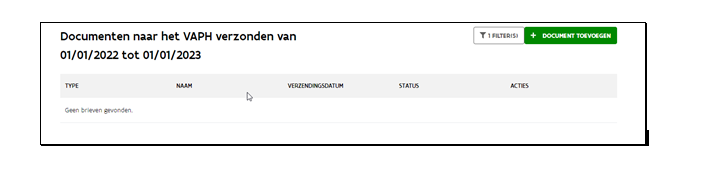 Documenten naar het VAPH verzonden van
01/01/2022 tot 01/01/2023
1 FILTER(S)
+ DOCUMENT TOEVOEGEN
TYPE NAAM VERZENDINGSDATUM STATUS ACTIES
Geen brieven gevonden.